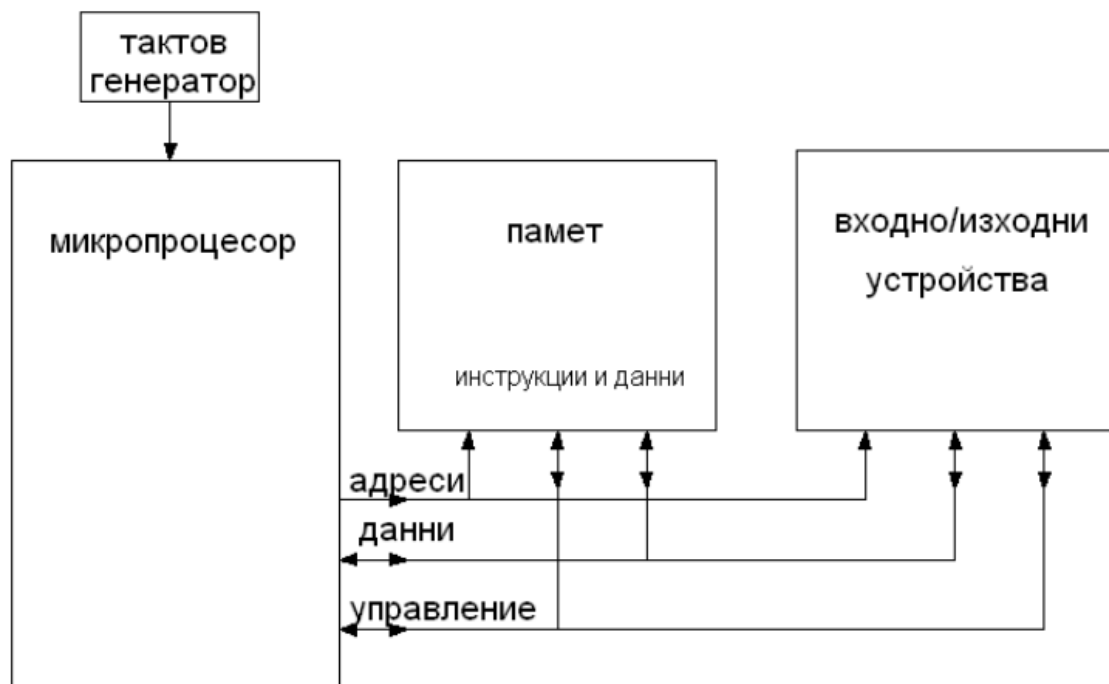 тактов
генератор
микропроцесор
памет
инструкции и данни
входно/изходни
устройства
адреси
данни
управление